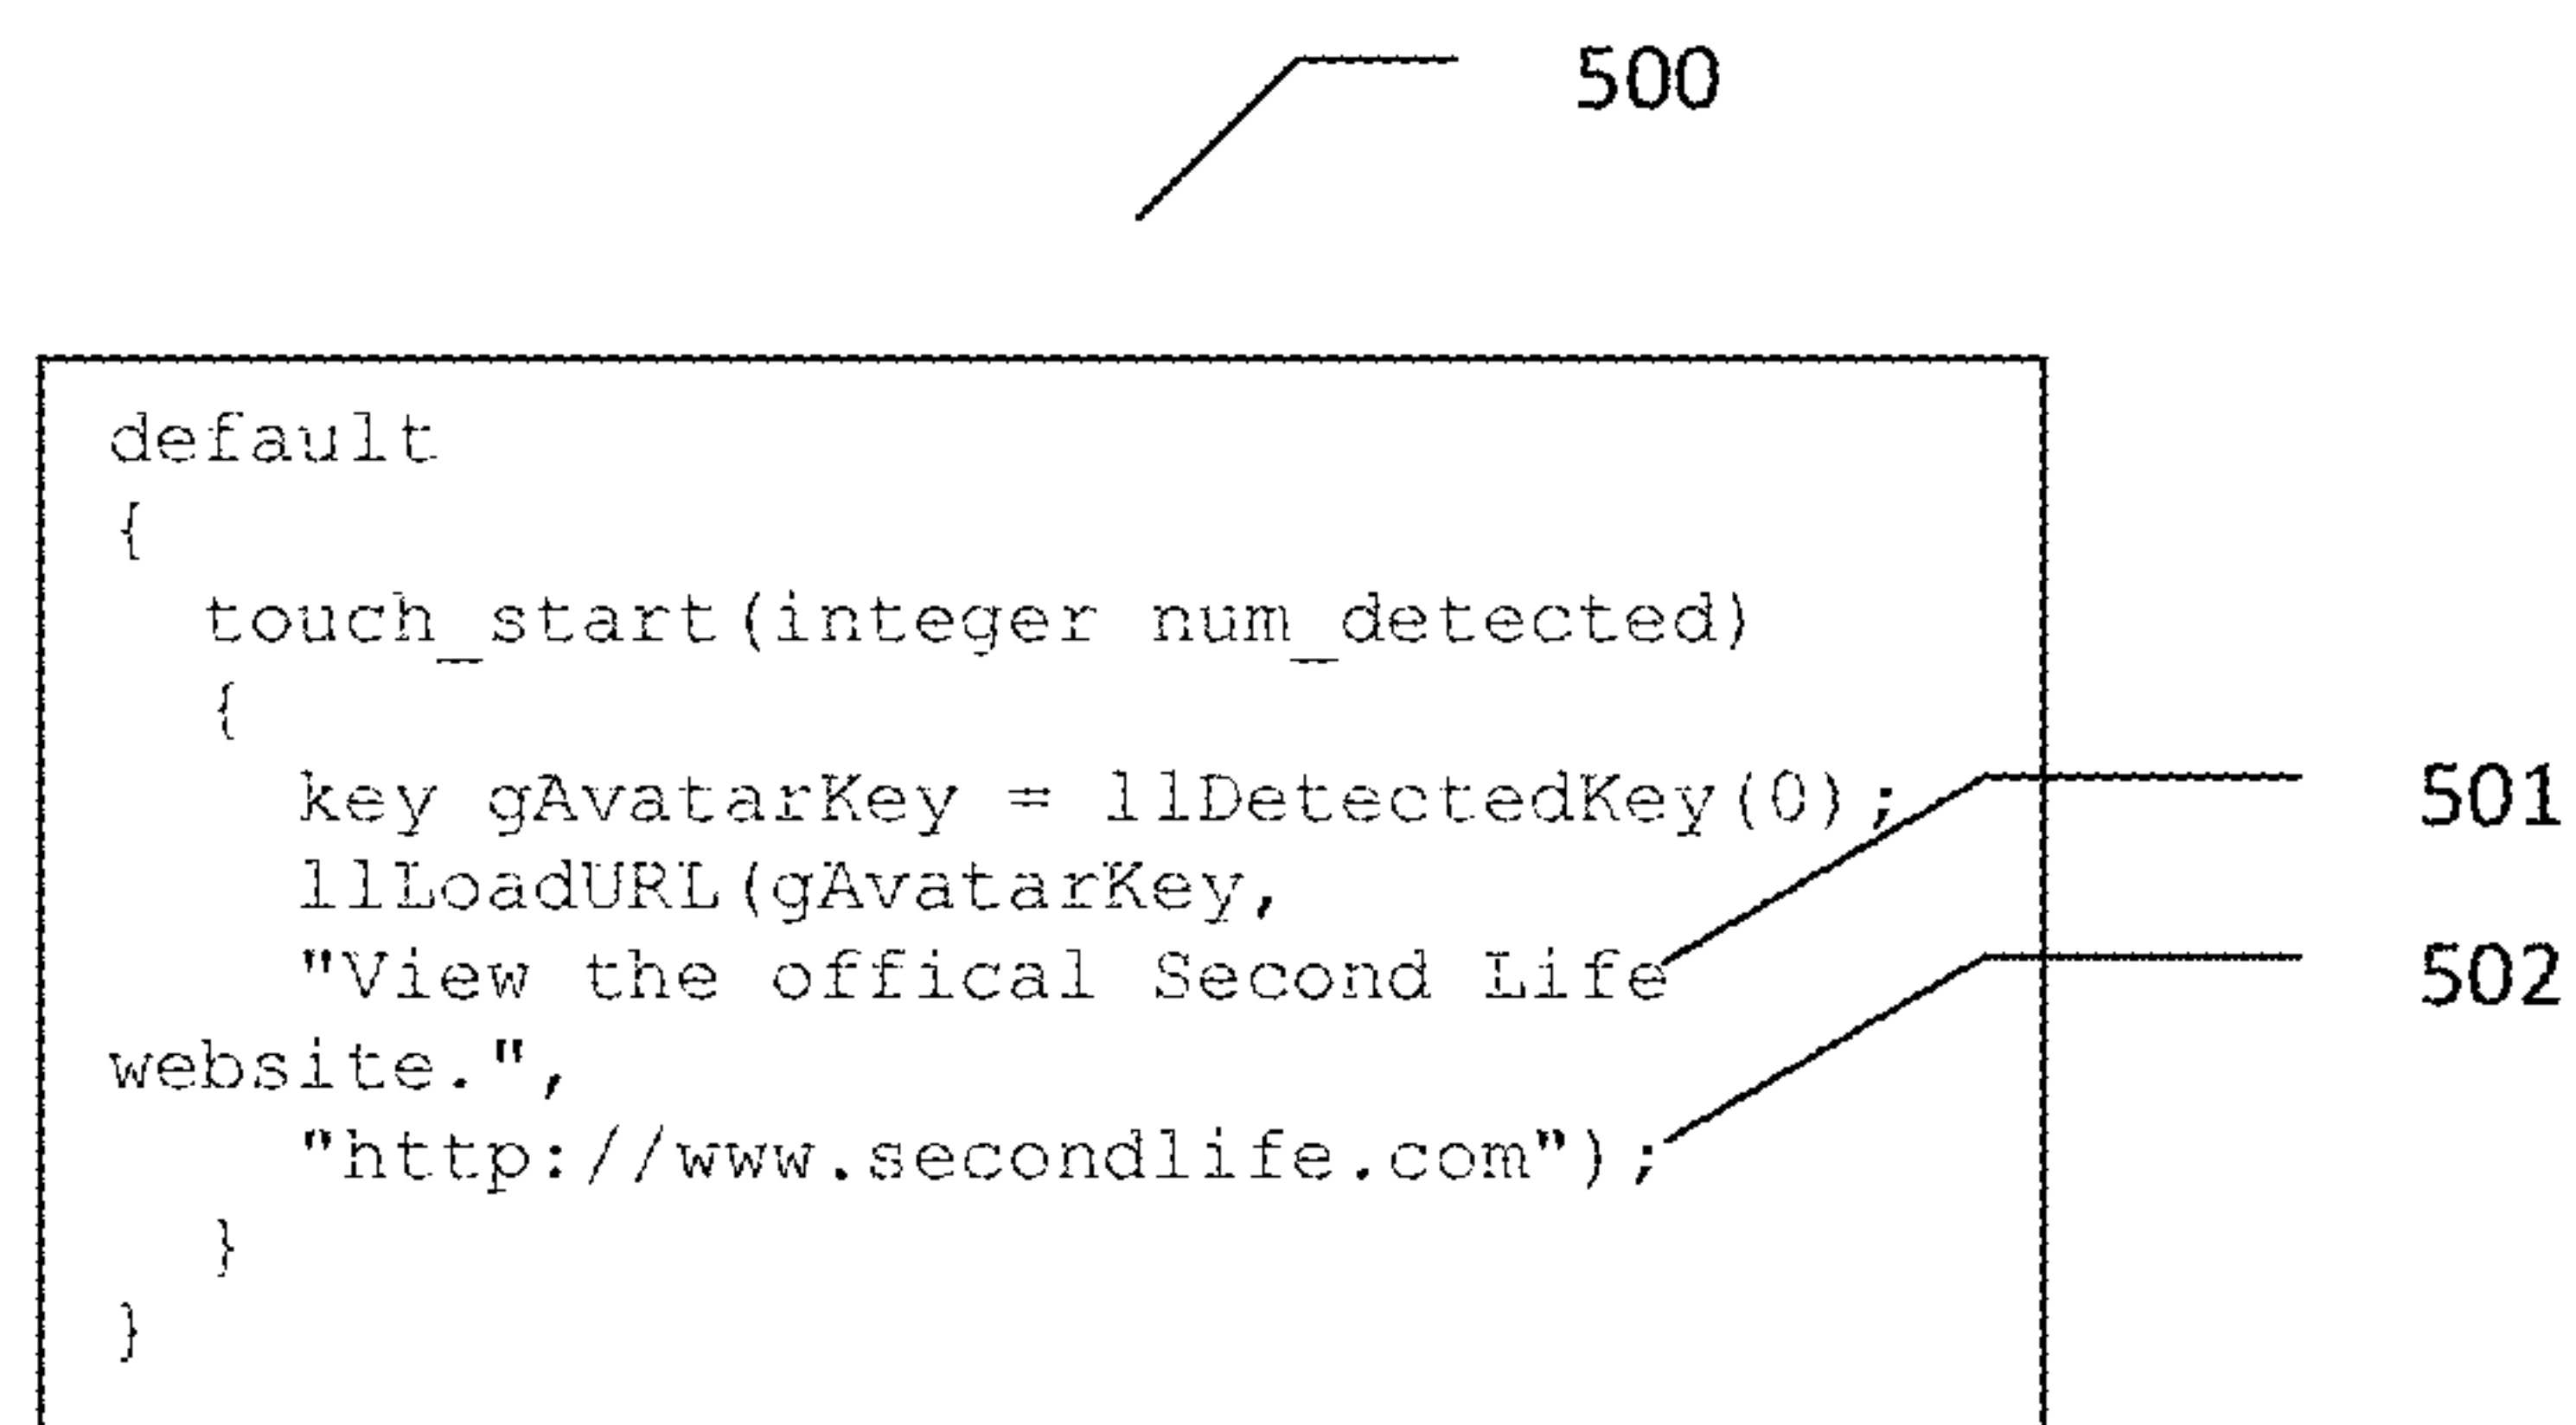 500
default
{
  touch_start(integer num_detected)
  {
    key gAvatarKey = llDetectedKey(0);
    llLoadURL(gAvatarKey,
    "View the offical Second Life
website.",
    "http://www.secondlife.com");
  }
}
501
502